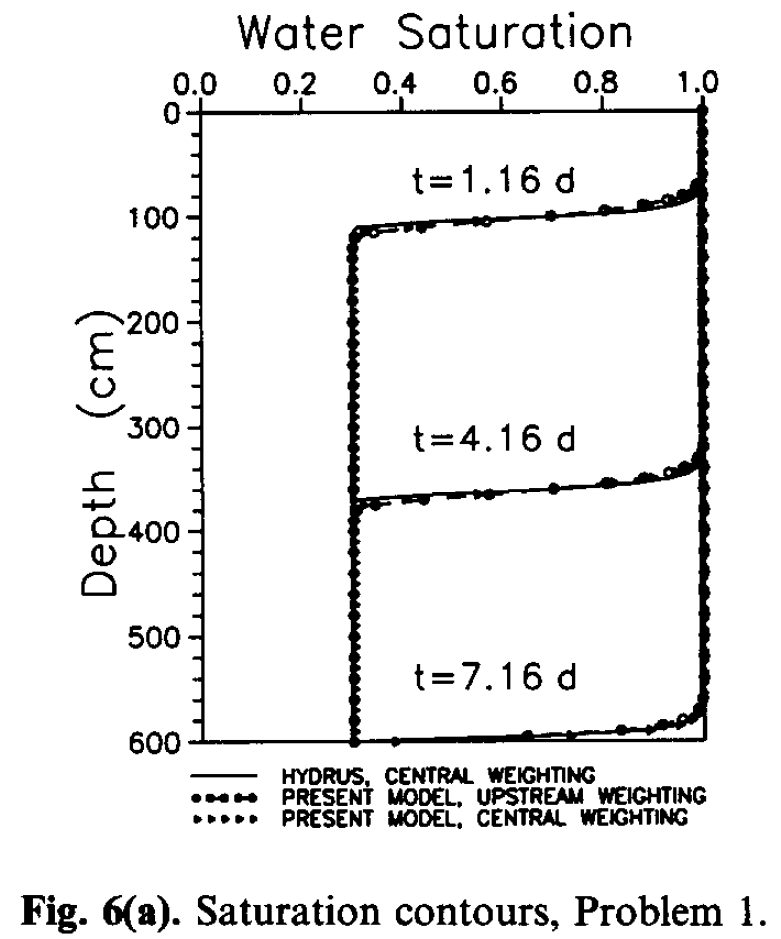 Water Saturation
0.0 0.2 0.4 0.6 0.8 1.0
0
t=1.16 d
100
200
Depth (cm)
300
t=4.16 d
400
500
t=7.16 d
600
HYDRUS, CENTRAL WEIGHTING
PRESENT MODEL, UPSTREAM WEIGHTING
PRESENT MODEL, CENTRAL WEIGHTING
Fig. 6(a). Saturation contours, Problem 1.